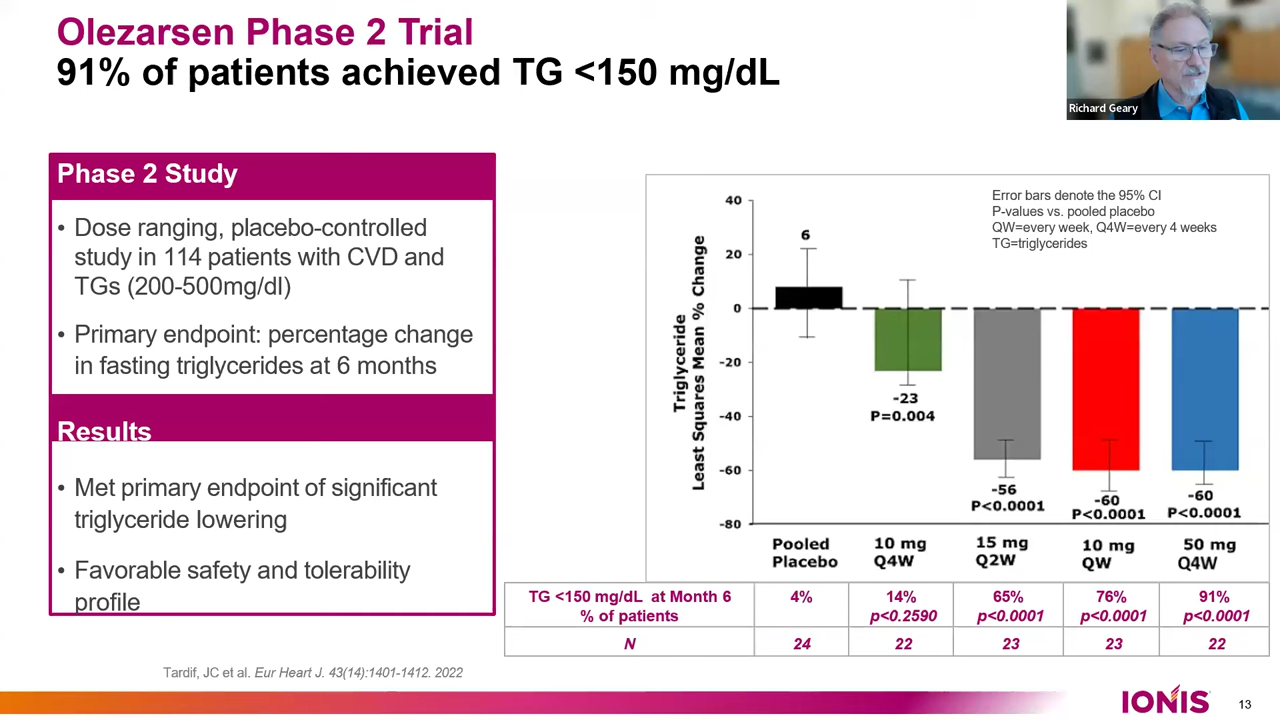 Olezarsen Phase 2 Trial
91% of patients achieved TG <150 mg/dL
Richard Geary
Phase 2 Study
• Dose ranging, placebo-controlled
study in 114 patients with CVD and
TGs (200-500mg/dl)
• Primary endpoint: percentage change
in fasting triglycerides at 6 months
Results
• Met primary endpoint of significant
triglyceride lowering
• Favorable safety and tolerability
profile
Error bars denote the 95% CI
P-values vs. pooled placebo
QW=every week, Q4W=every 4 weeks
TG=triglycerides
Triglyceride
Least Squares Mean % Change
40
20
0
-20
-40
-60
-80
6
-23
P=0.004
-56
P<0.0001
-60
P<0.0001
-60
P<0.0001
Pooled
Placebo
10 mg
Q4W
15 mg
Q2W
10 mg
QW
50 mg
Q4W
TG <150 mg/dL at Month 6
% of patients
4%
14%
p<0.2590
65%
p<0.0001
76%
p<0.0001
91%
p<0.0001
N 24 22 23 23 22
Tardif, JC et al. Eur Heart J. 43(14):1401-1412. 2022
IONIS
13